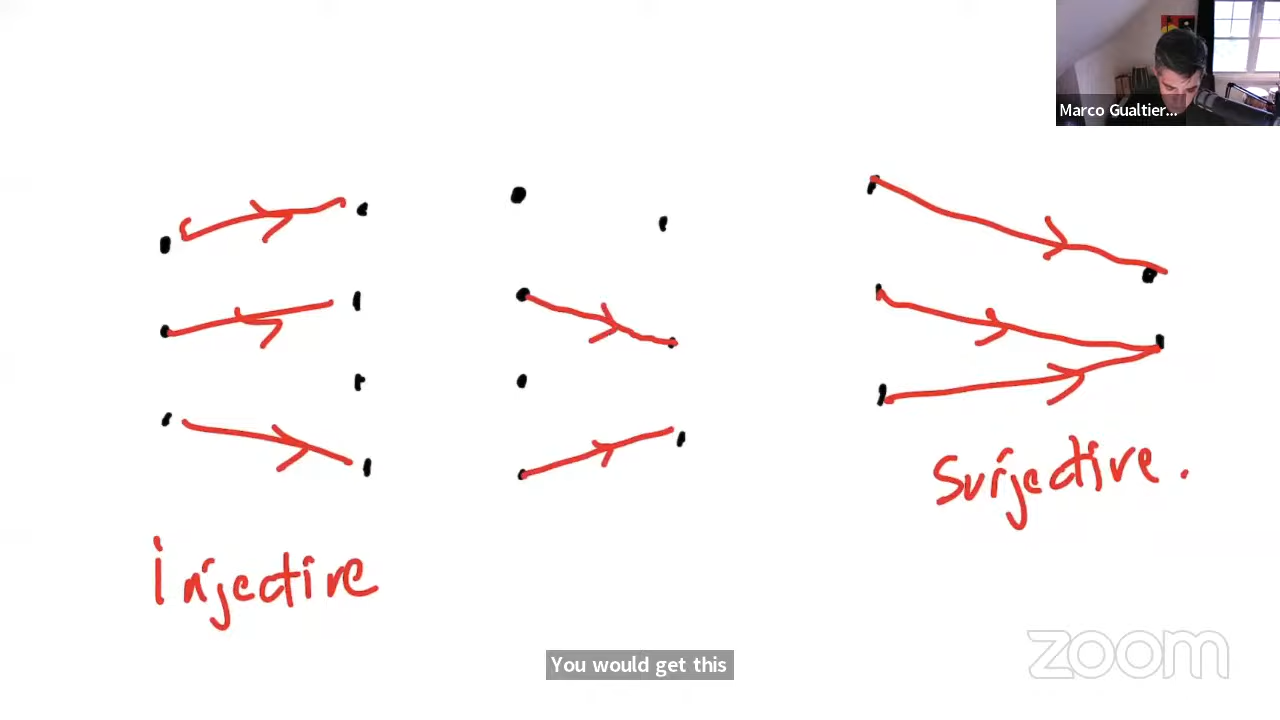 Marco Gualtier...
Surjective.
injective
You would get this
zoom